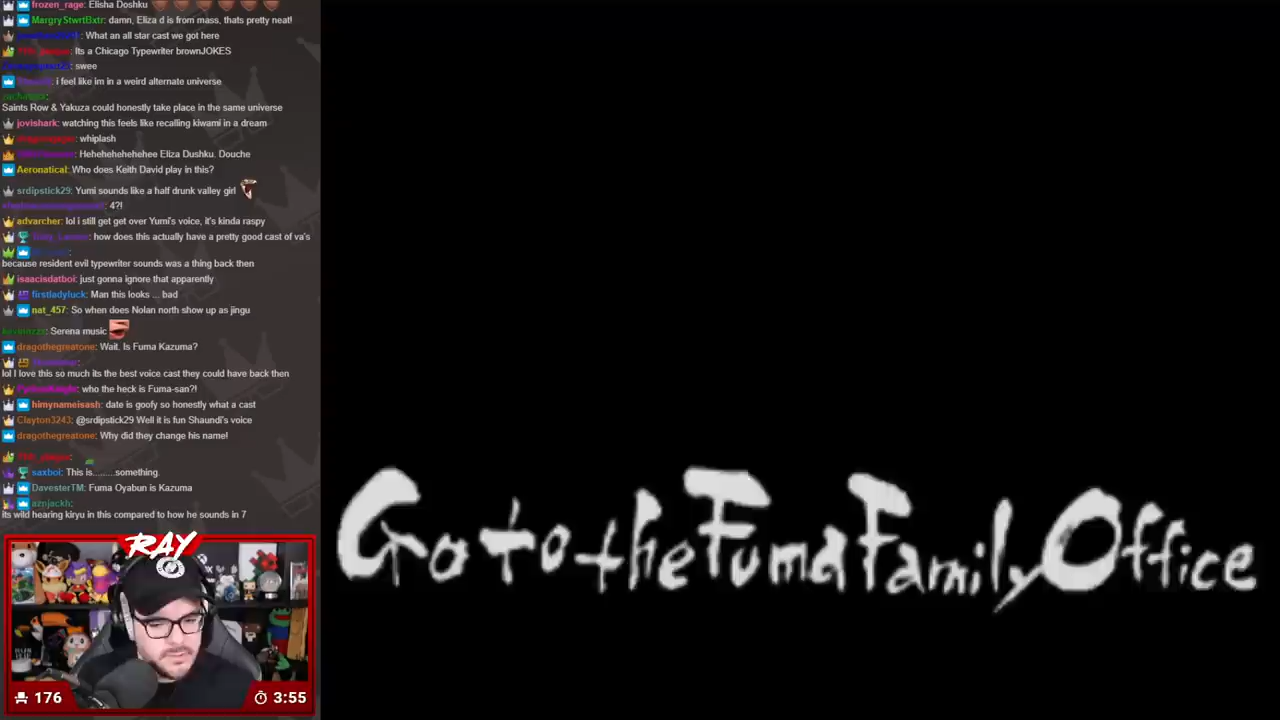 frozen_rage: Elisha Doshku
MargryStwrtBxtr: damn, Eliza d is from mass, thats pretty neat!
: What an all star cast we got here
: Its a Chicago Typewriter brownJOKES
: swee
: i feel like im in a weird alternate universe
Saints Row & Yakuza could honestly take place in the same universe
jovishark: watching this feels like recalling kiwami in a dream
: whiplash
: Hehehehehehehee Eliza Dushku. Douche
Aeronatical: Who does Keith David play in this?
srdipstick29: Yumi sounds like a half drunk valley girl
: 4?!
advarcher: lol i still get get over Yumi's voice, it's kinda raspy
: how does this actually have a pretty good cast of va's
because resident evil typewriter sounds was a thing back then
isaacisdatboi: just gonna ignore that apparently
firstladyluck: Man this looks ... bad
nat_457: So when does Nolan north show up as jingu
: Serena music
dragothegreatone: Wait. Is Fuma Kazuma?
lol I love this so much its the best voice cast they could have back then
: who the heck is Fuma-san?!
himynameisash: date is goofy so honestly what a cast
Clayton3243: @srdipstick29 Well it is fun Shaundi's voice
dragothegreatone: Why did they change his name!
saxboi: This is.........something.
DavesterTM: Fuma Oyabun is Kazuma
aznjackh:
its wild hearing kiryu in this compared to how he sounds in 7
RAY
176
3:55
Go to the Fuma Family Office